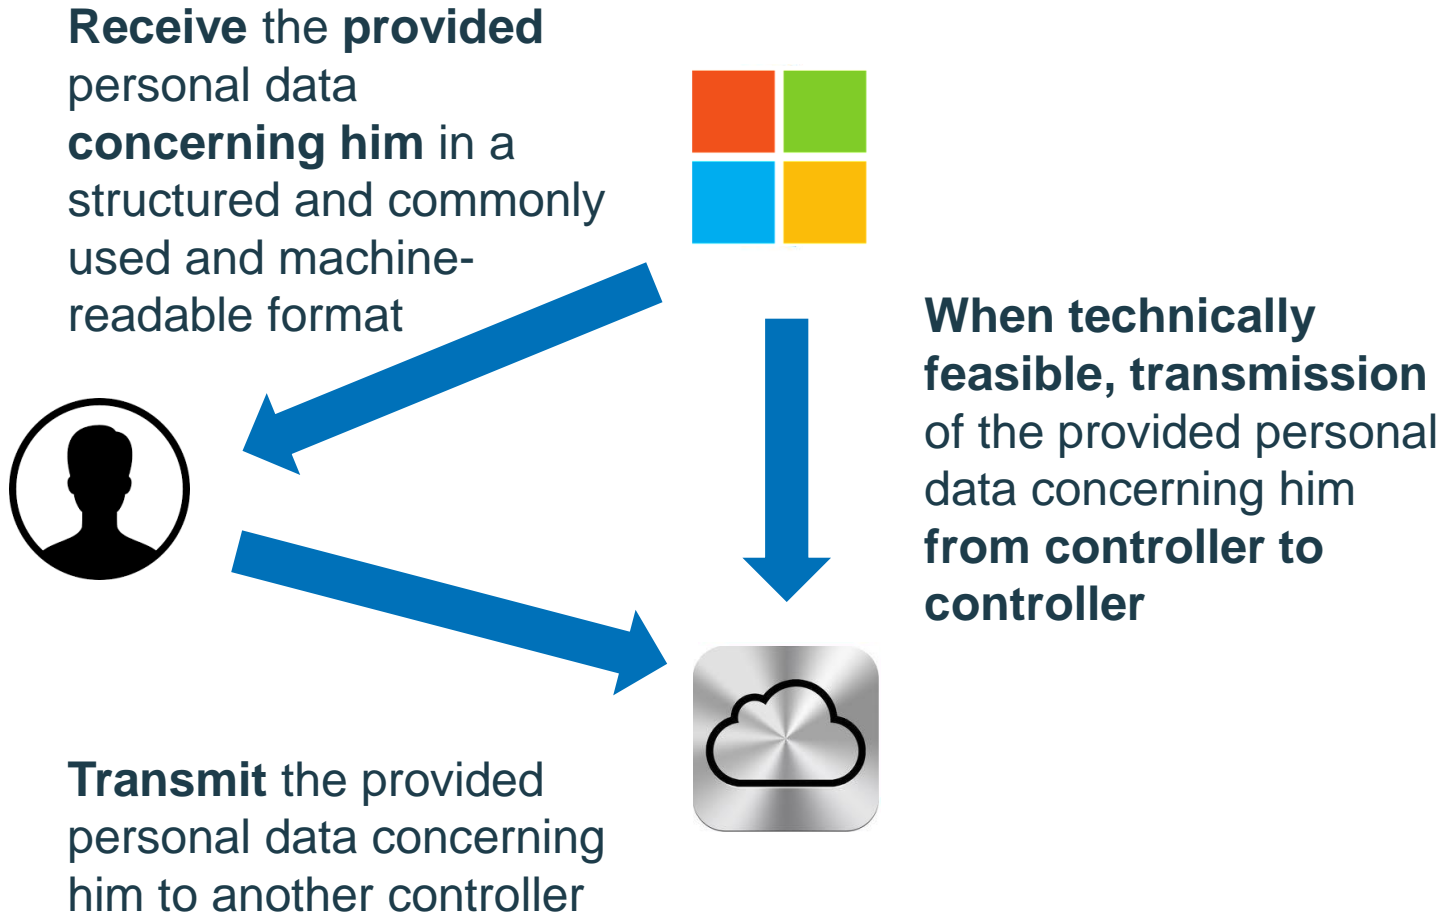 Receive the provided
personal data
concerning him in a
structured and commonly
used and machine-
readable format
When technically
feasible, transmission
of the provided personal
data concerning him
from controller to
controller
Transmit the provided
personal data concerning
him to another controller